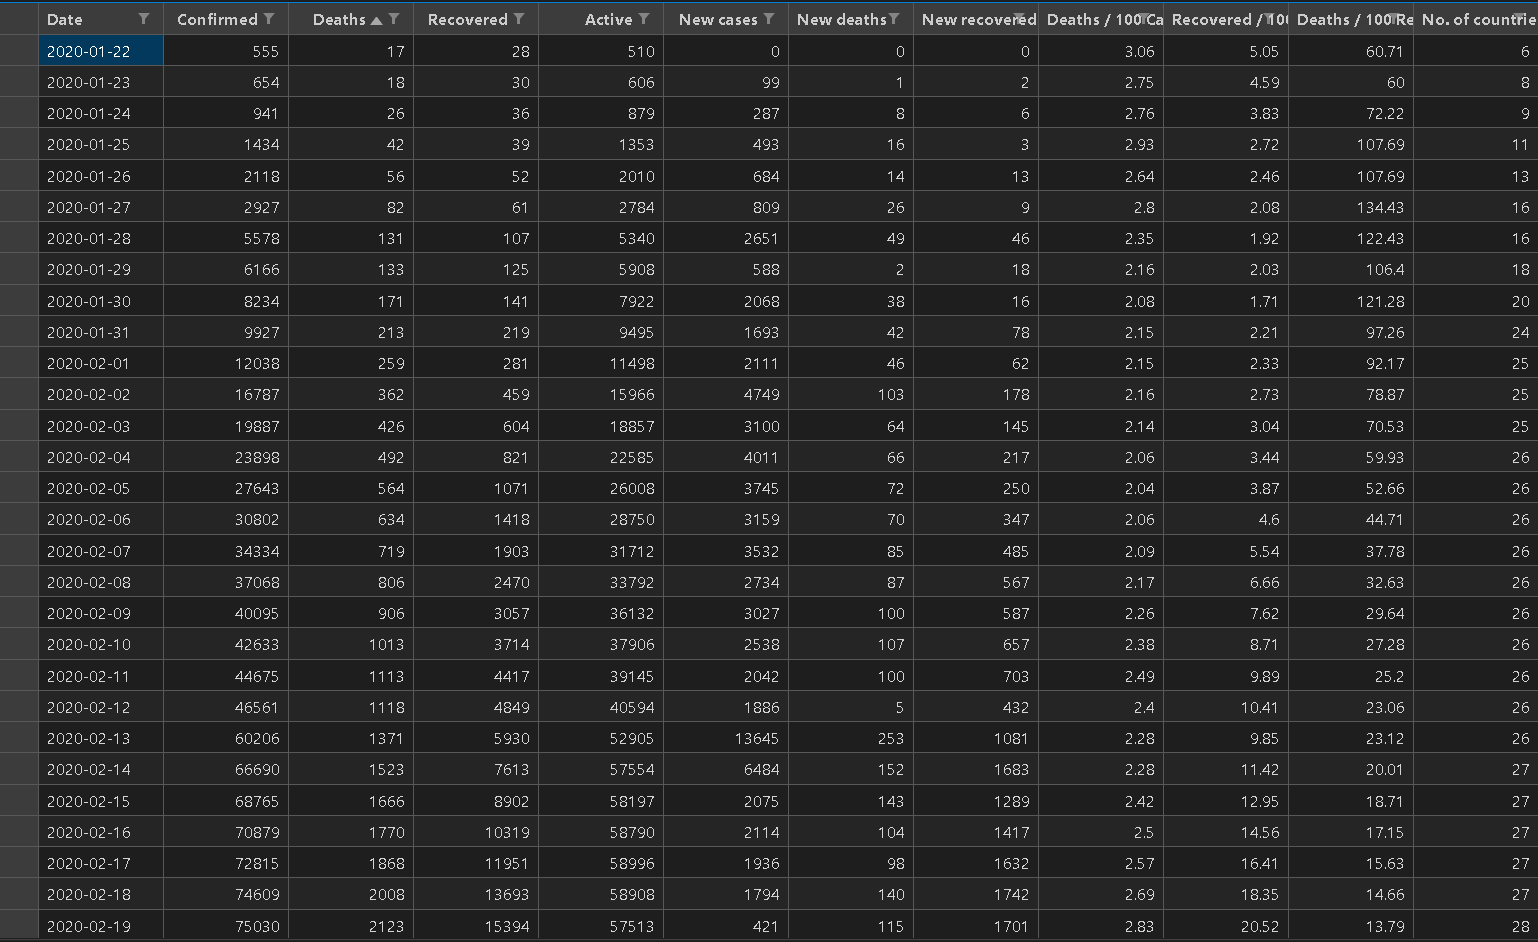 Date Confirmed Deaths Recovered Active New cases New deaths New recovered Deaths / 100 Ca Recovered / 100 Deaths / 100 Re No. of countrie
2020-01-22 555 17 28 510 0 0 0 3.06 5.05 60.71 6
2020-01-23 654 18 30 606 99 1 2 2.75 4.59 60 8
2020-01-24 941 26 36 879 287 8 6 2.76 3.83 72.22 9
2020-01-25 1434 42 39 1353 493 16 3 2.93 2.72 107.69 11
2020-01-26 2118 56 52 2010 684 14 13 2.64 2.46 107.69 13
2020-01-27 2927 82 61 2784 809 26 9 2.8 2.08 134.43 16
2020-01-28 5578 131 107 5340 2651 49 46 2.35 1.92 122.43 16
2020-01-29 6166 133 125 5908 588 2 18 2.16 2.03 106.4 18
2020-01-30 8234 171 141 7922 2068 38 16 2.08 1.71 121.28 20
2020-01-31 9927 213 219 9495 1693 42 78 2.15 2.21 97.26 24
2020-02-01 12038 259 281 11498 2111 46 62 2.15 2.33 92.17 25
2020-02-02 16787 362 459 15966 4749 103 178 2.16 2.73 78.87 25
2020-02-03 19887 426 604 18857 3100 64 145 2.14 3.04 70.53 25
2020-02-04 23898 492 821 22585 4011 66 217 2.06 3.44 59.93 26
2020-02-05 27643 564 1071 26008 3745 72 250 2.04 3.87 52.66 26
2020-02-06 30802 634 1418 28750 3159 70 347 2.06 4.6 44.71 26
2020-02-07 34334 719 1903 31712 3532 85 485 2.09 5.54 37.78 26
2020-02-08 37068 806 2470 33792 2734 87 567 2.17 6.66 32.63 26
2020-02-09 40095 906 3057 36132 3027 100 587 2.26 7.62 29.64 26
2020-02-10 42633 1013 3714 37906 2538 107 657 2.38 8.71 27.28 26
2020-02-11 44675 1113 4417 39145 2042 100 703 2.49 9.89 25.2 26
2020-02-12 46561 1118 4849 40594 1886 5 432 2.4 10.41 23.06 26
2020-02-13 60206 1371 5930 52905 13645 253 1081 2.28 9.85 23.12 26
2020-02-14 66690 1523 7613 57554 6484 152 1683 2.28 11.42 20.01 27
2020-02-15 68765 1666 8902 58197 2075 143 1289 2.42 12.95 18.71 27
2020-02-16 70879 1770 10319 58790 2114 104 1417 2.5 14.56 17.15 27
2020-02-17 72815 1868 11951 58996 1936 98 1632 2.57 16.41 15.63 27
2020-02-18 74609 2008 13693 58908 1794 140 1742 2.69 18.35 14.66 27
2020-02-19 75030 2123 15394 57513 421 115 1701 2.83 20.52 13.79 28